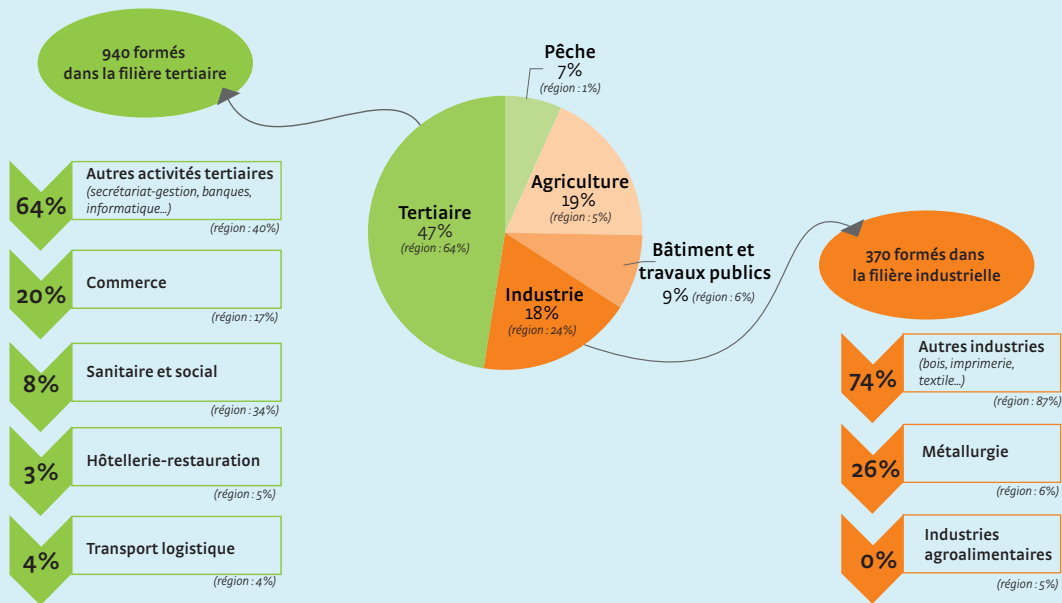 940 formés
dans la filière tertiaire
64%
Autres activités tertiaires
(secrétariat-gestion, banques,
informatique...)
(région : 40%)
20%
Commerce
(région : 17%)
8%
Sanitaire et social
(région : 34%)
3%
Hôtellerie-restauration
(région : 5%)
4%
Transport logistique
(région : 4%)
Pêche
7%
(région : 1%)
Agriculture
19%
(région : 5%)
Tertiaire
47%
(région : 64%)
Bâtiment et
travaux publics
9% (région : 6%)
Industrie
18%
(région : 24%)
370 formés dans
la filière industrielle
74%
Autres industries
(bois, imprimerie,
textile...)
(région : 87%)
26%
Métallurgie
(région : 6%)
0%
Industries
agroalimentaires
(région : 5%)